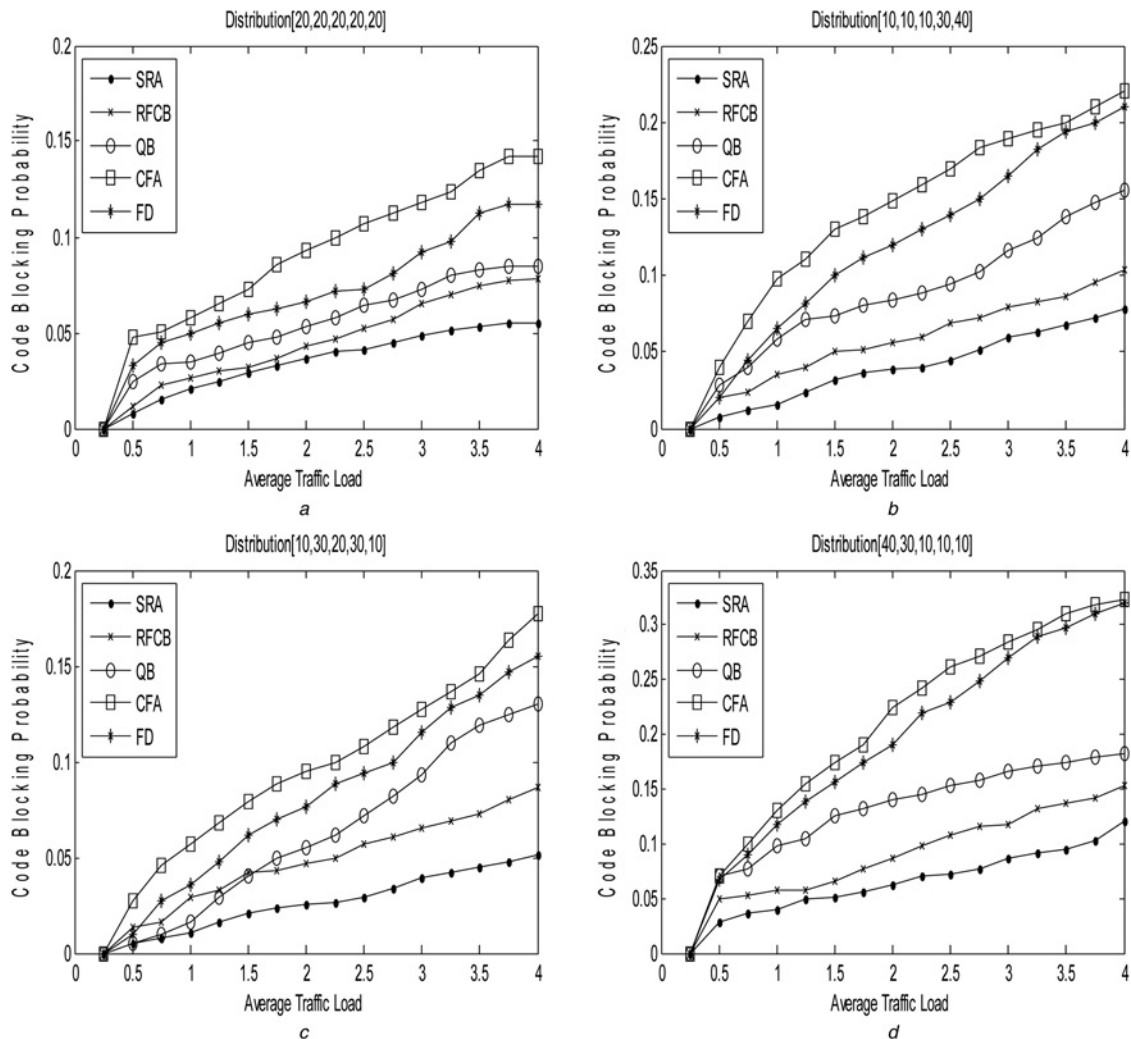 Distribution[20,20,20,20,20]
0.2
0.15
0.1
0.05
0
Code Blocking Probability
SRA
RFCB
QB
CFA
FD
0 0.5 1 1.5 2 2.5 3 3.5 4
Average Traffic Load
a
Distribution[10,10,10,30,40]
0.25
0.2
0.15
0.1
0.05
0
Code Blocking Probability
SRA
RFCB
QB
CFA
FD
0 0.5 1 1.5 2 2.5 3 3.5 4
Average Traffic Load
b
Distribution[10,30,20,30,10]
0.2
0.15
0.1
0.05
0
Code Blocking Probability
SRA
RFCB
QB
CFA
FD
0 0.5 1 1.5 2 2.5 3 3.5 4
Average Traffic Load
c
Distribution[40,30,10,10,10]
0.35
0.3
0.25
0.2
0.15
0.1
0.05
0
Code Blocking Probability
SRA
RFCB
QB
CFA
FD
0 0.5 1 1.5 2 2.5 3 3.5 4
Average Traffic Load
d